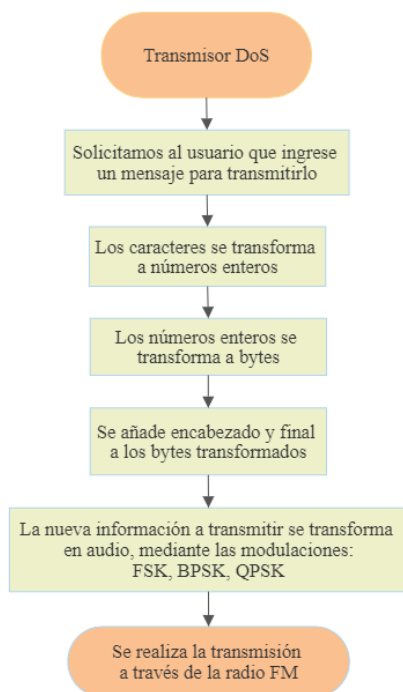 Transmisor DoS
Solicitamos al usuario que ingrese
un mensaje para transmitirlo
Los caracteres se transforma
a números enteros
Los números enteros se
transforma a bytes
Se añade encabezado y final
a los bytes transformados
La nueva información a transmitir se transforma
en audio, mediante las modulaciones:
FSK, BPSK, QPSK
Se realiza la transmisión
a través de la radio FM